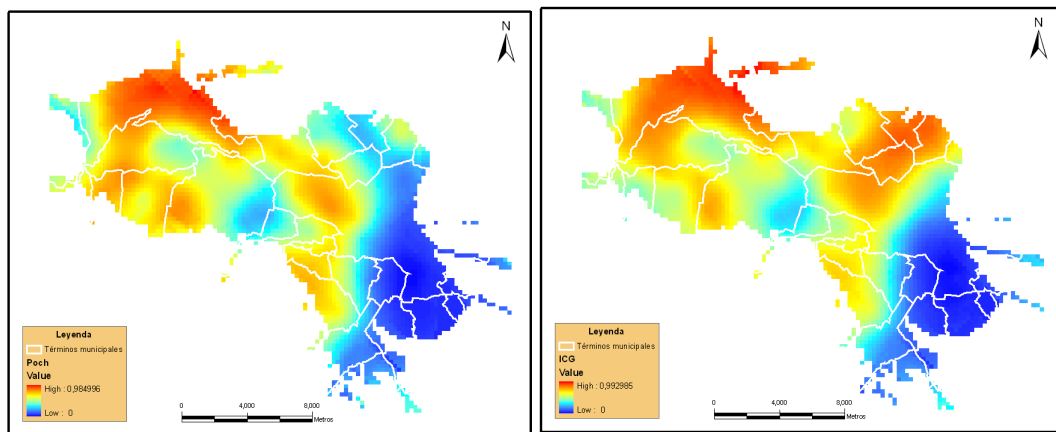 N
Leyenda
Términos municipales
Poch
Value
High : 0,984996
Low : 0
0 4,000 8,000
Metros
N
Leyenda
Términos municipales
ICG
Value
High : 0,992985
Low : 0
0 4,000 8,000
Metros